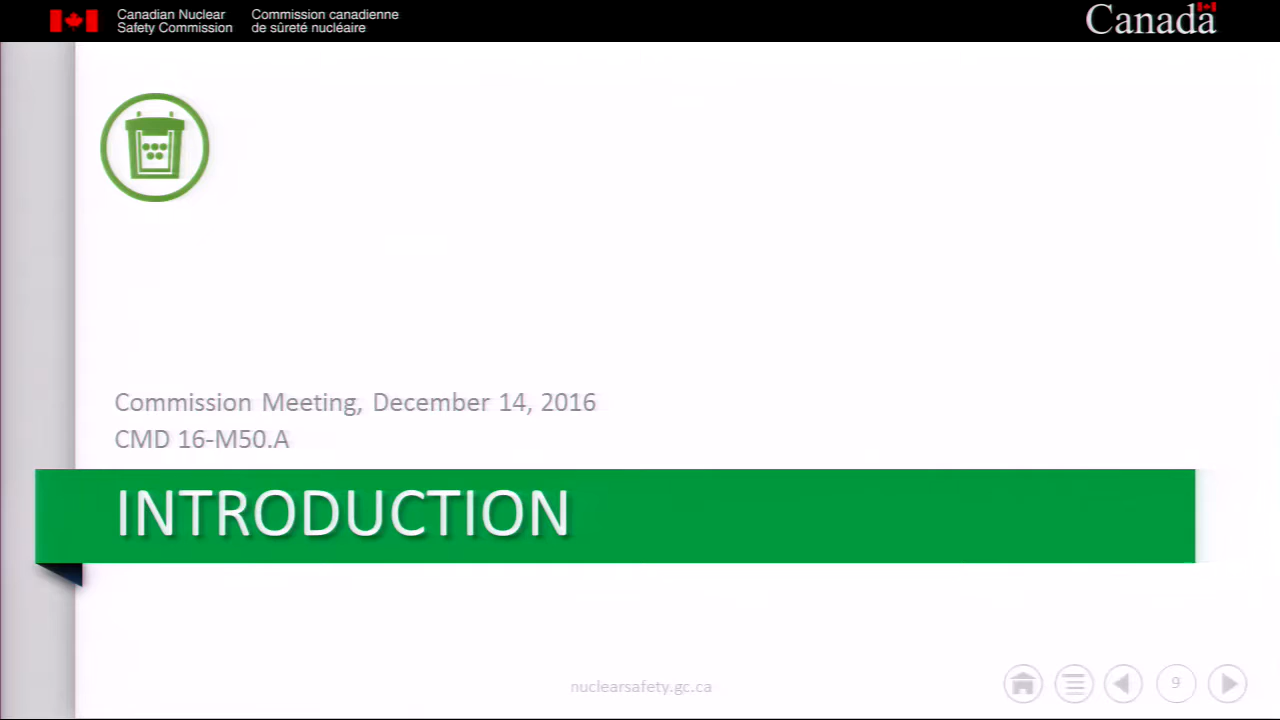 Canadian Nuclear
Safety Commission
Commission canadienne
de sûreté nucléaire
Canada
Commission Meeting, December 14, 2016
CMD 16-M50.A
INTRODUCTION
nuclearsafety.gc.ca
9